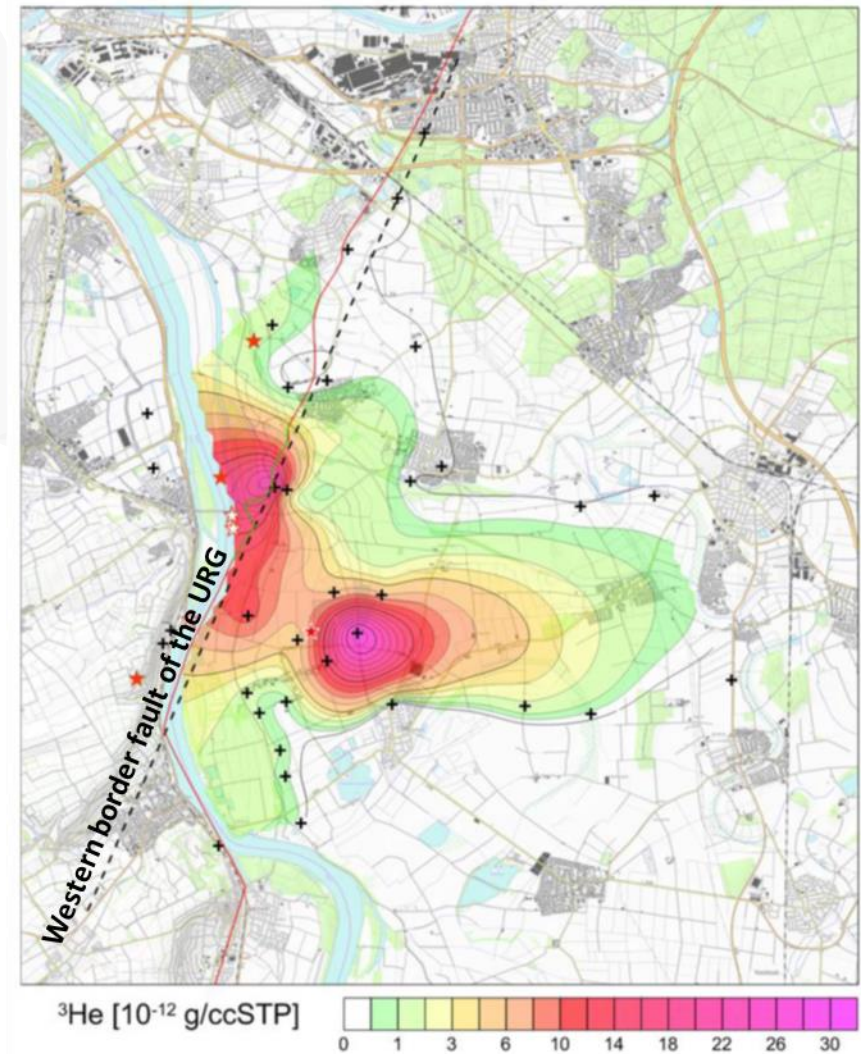 Western border fault of the URG
³He [10⁻¹² g/ccSTP]
0 1 3 6 10 14 18 22 26 30